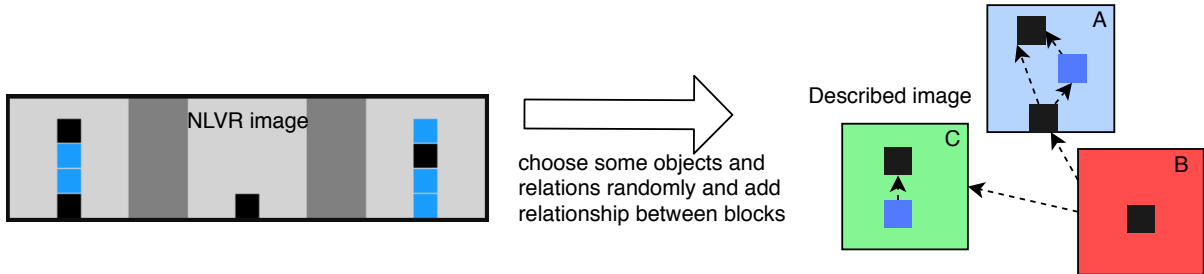 NLVR image
choose some objects and
relations randomly and add
relationship between blocks
Described image
A
C
B